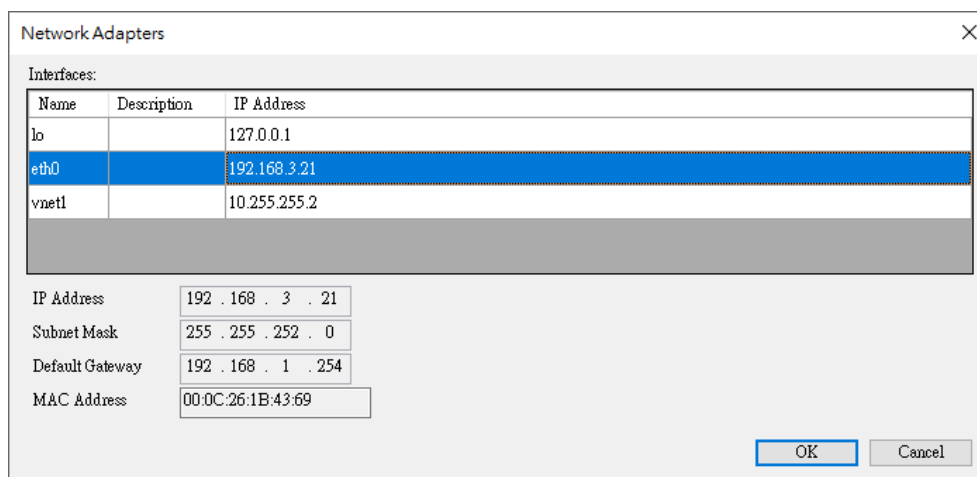 Network Adapters
Interfaces:
Name Description IP Address
lo 127.0.0.1
eth0 192.168.3.21
vnet1 10.255.255.2
IP Address 192 . 168 . 3 . 21
Subnet Mask 255 . 255 . 252 . 0
Default Gateway 192 . 168 . 1 . 254
MAC Address 00:0C:26:1B:43:69
OK Cancel